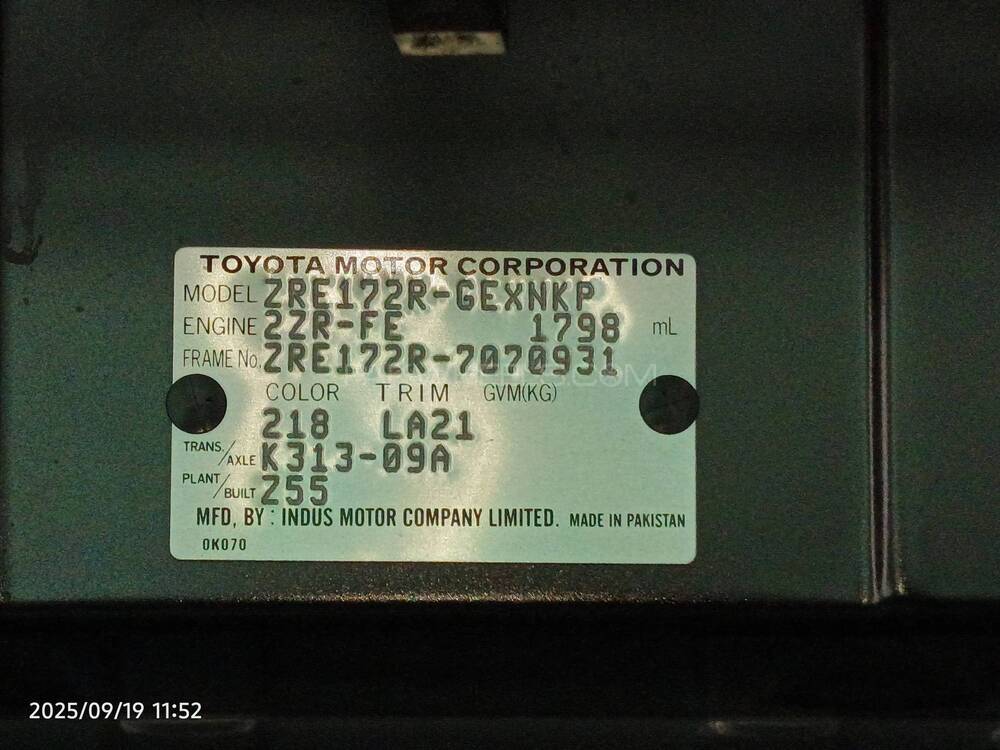 TOYOTA MOTOR CORPORATION
MODEL ZRE172R-GEXNKP
ENGINE 2ZR-FE 1798 mL
FRAME No. ZRE172R-7070931
COLOR TRIM GVM(KG)
218 LA21
TRANS./AXLE K313-09A
PLANT/BUILT Z55
MFD, BY : INDUS MOTOR COMPANY LIMITED. MADE IN PAKISTAN
0K070
2025/09/19 11:52